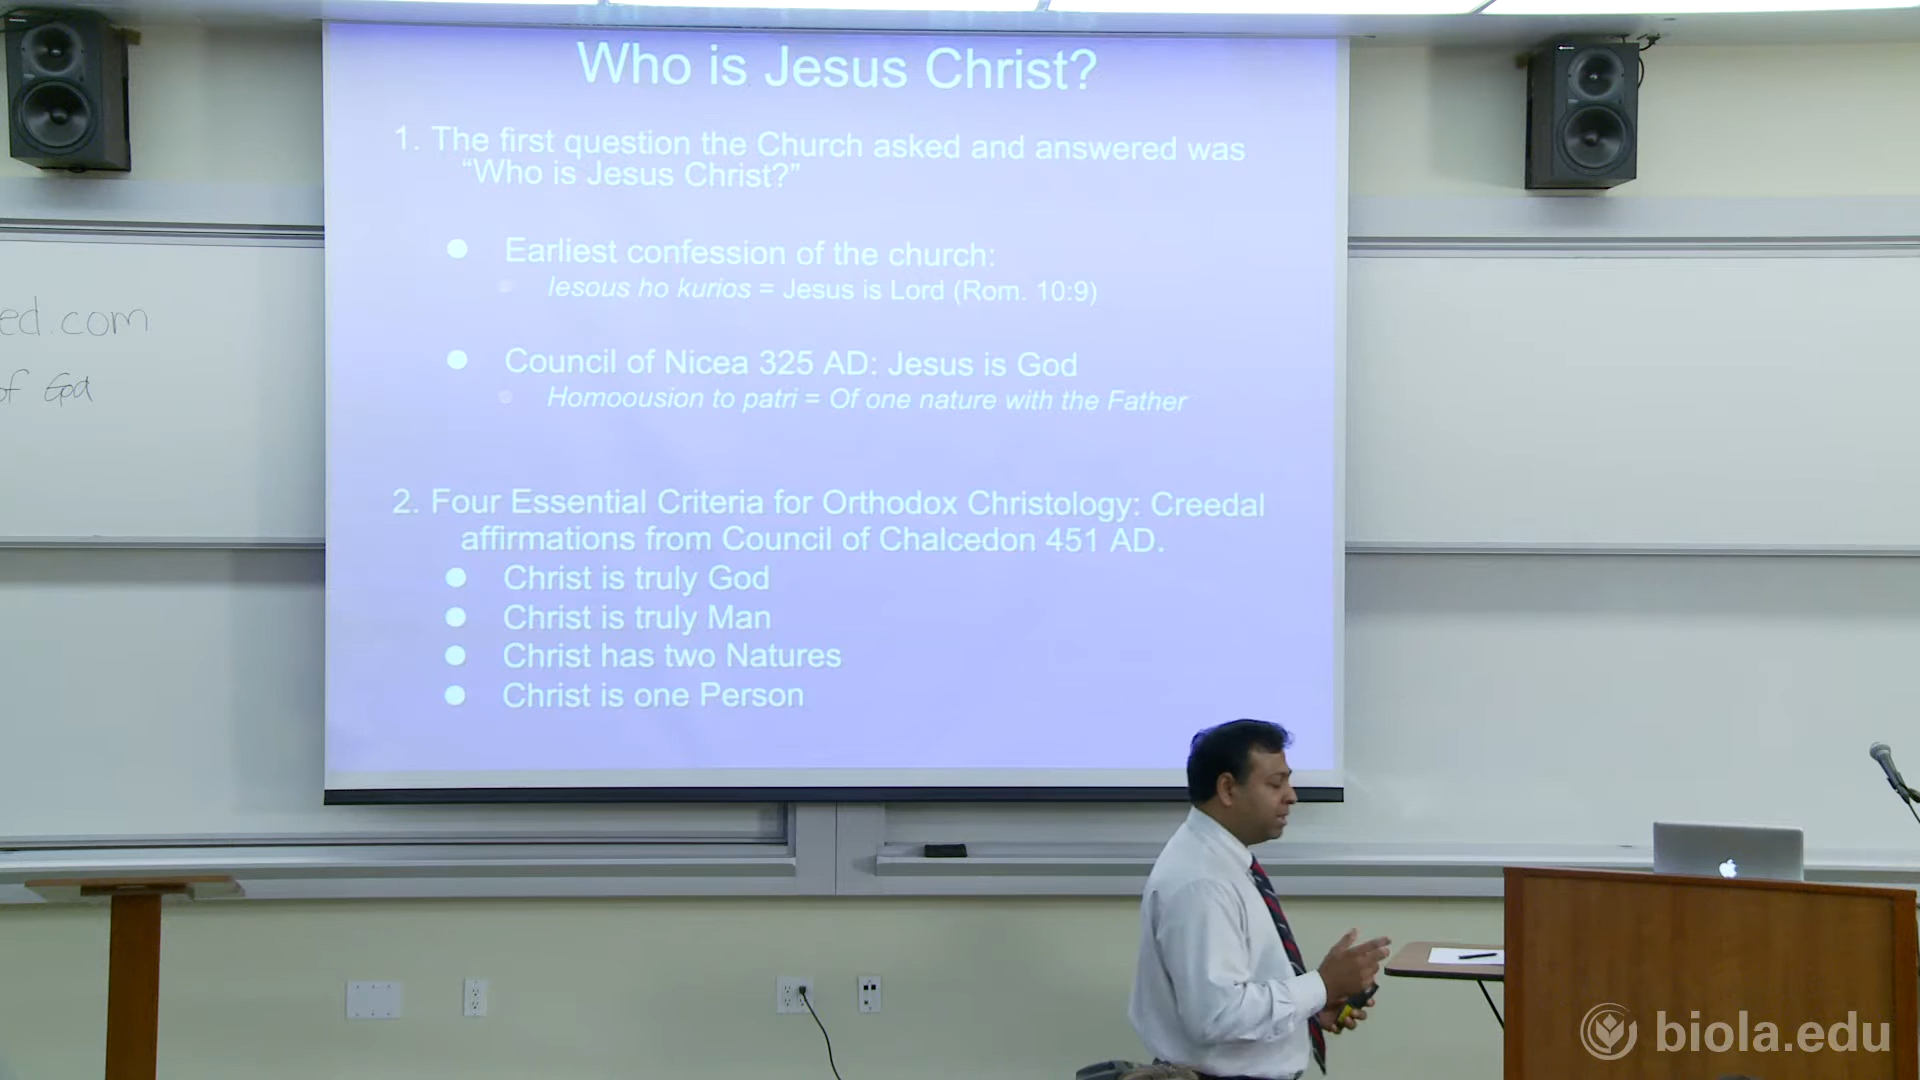 Who is Jesus Christ?
1. The first question the Church asked and answered was
“Who is Jesus Christ?”
Earliest confession of the church:
Iesous ho kurios = Jesus is Lord (Rom. 10:9)
Council of Nicea 325 AD: Jesus is God
Homoousion to patri = Of one nature with the Father
2. Four Essential Criteria for Orthodox Christology: Creedal
affirmations from Council of Chalcedon 451 AD.
Christ is truly God
Christ is truly Man
Christ has two Natures
Christ is one Person
ed.com
of God
biola.edu